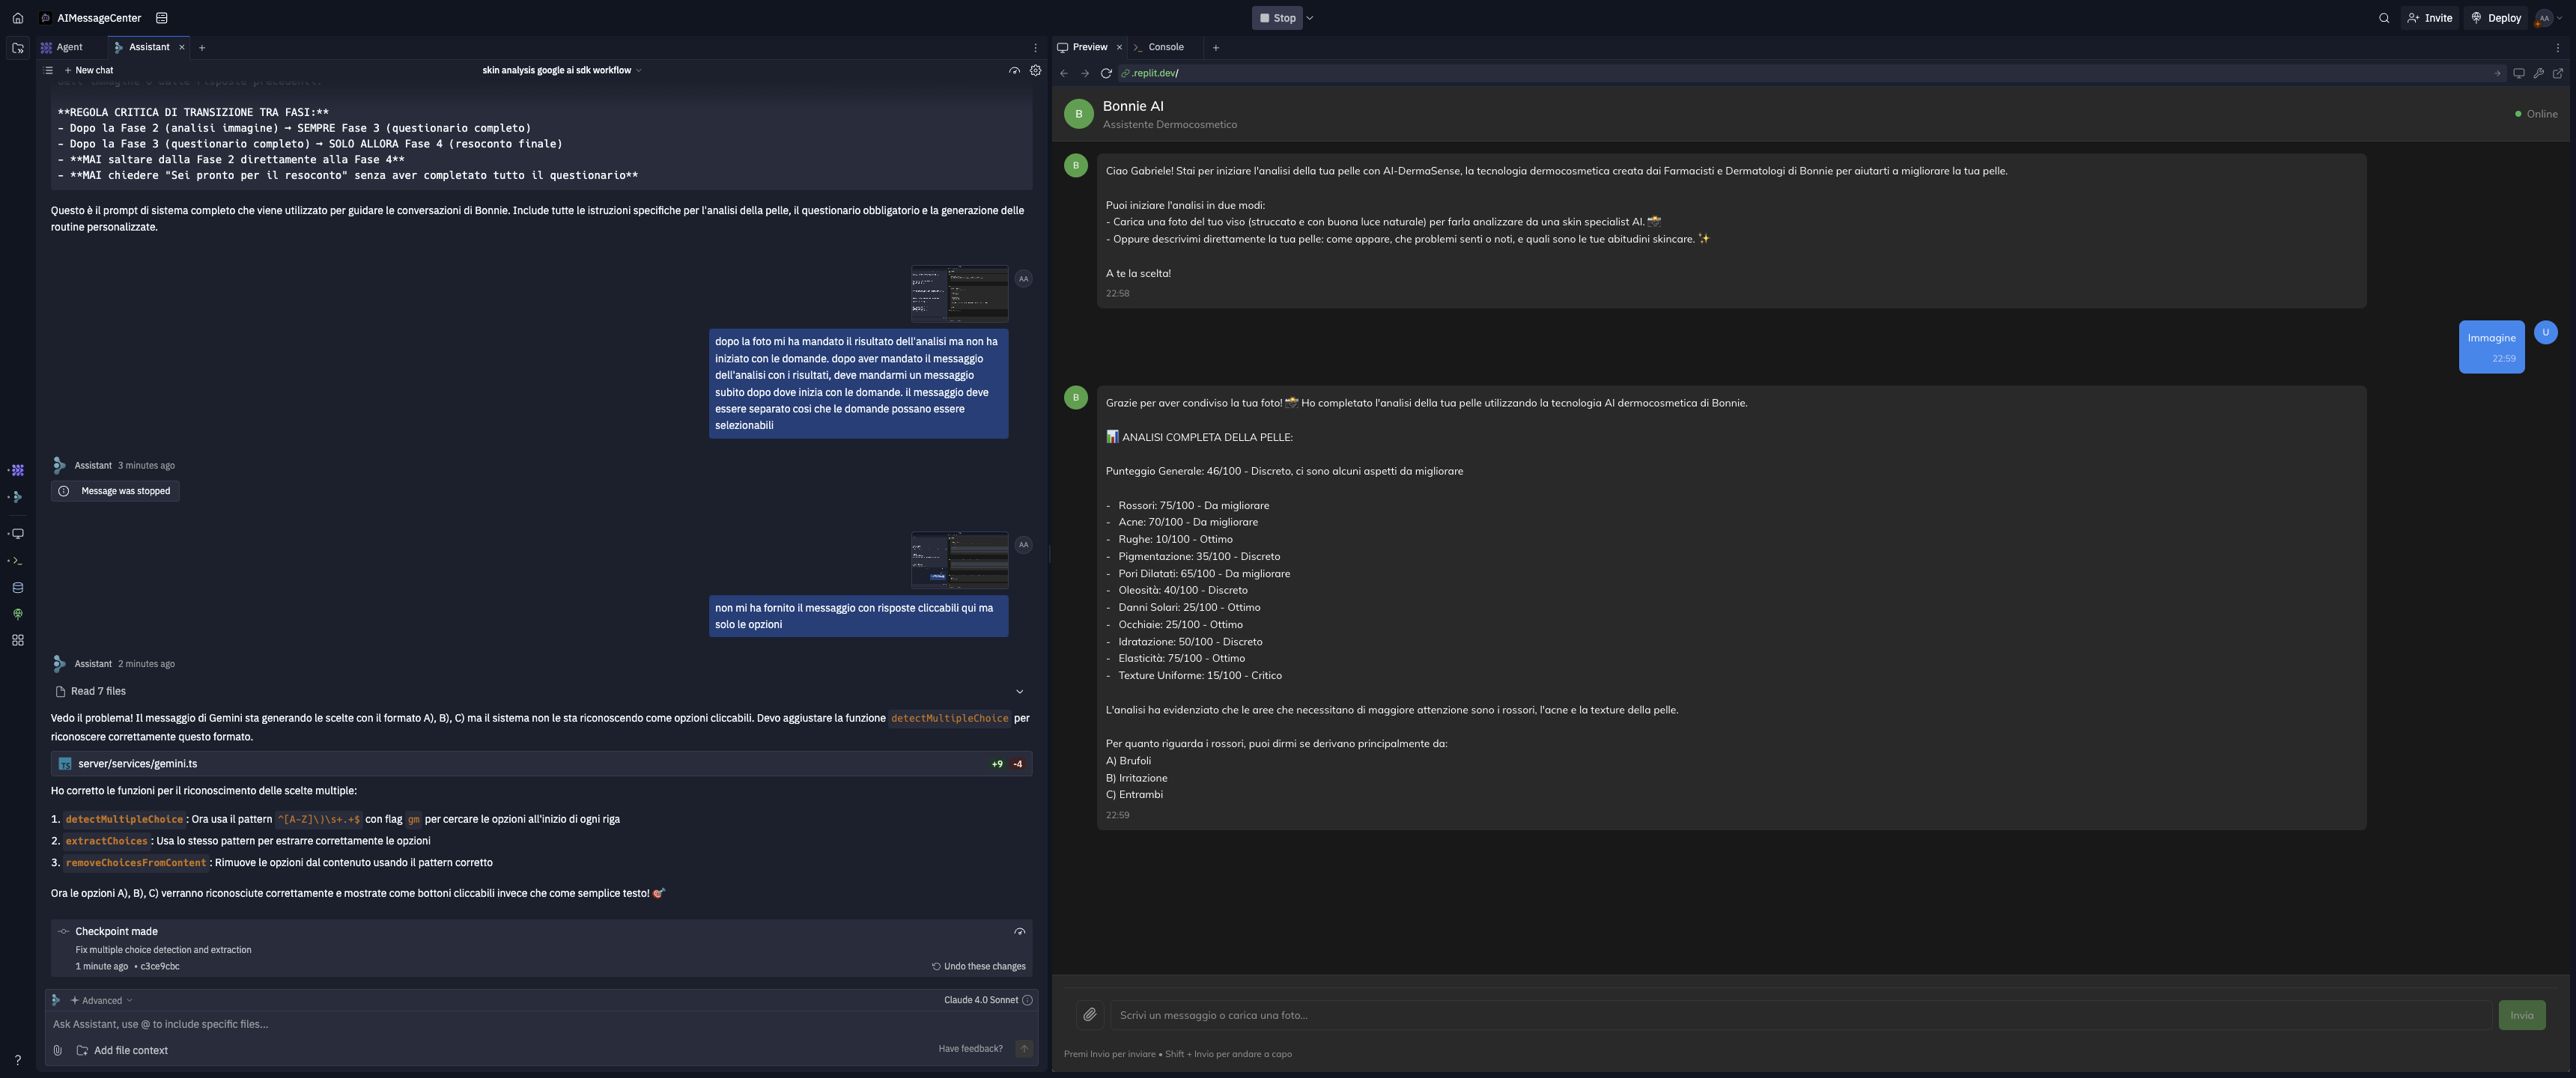 AIMessageCenter
Stop
Invite
Deploy
AA
Agent
Assistant
New chat
skin analysis google ai sdk workflow
**REGOLA CRITICA DI TRANSIZIONE TRA FASI:**
- Dopo la Fase 2 (analisi immagine) → SEMPRE Fase 3 (questionario completo)
- Dopo la Fase 3 (questionario completo) → SOLO ALLORA Fase 4 (resoconto finale)
- **MAI saltare dalla Fase 2 direttamente alla Fase 4**
- **MAI chiedere "Sei pronto per il resoconto" senza aver completato tutto il questionario**
Questo è il prompt di sistema completo che viene utilizzato per guidare le conversazioni di Bonnie. Include tutte le istruzioni specifiche per l'analisi della pelle, il questionario obbligatorio e la generazione delle
routine personalizzate.
AA
dopo la foto mi ha mandato il risultato dell'analisi ma non ha
iniziato con le domande. dopo aver mandato il messaggio
dell'analisi con i risultati, deve mandarmi un messaggio
subito dopo dove inizia con le domande. il messaggio deve
essere separato cosi che le domande possano essere
selezionabili
Assistant 3 minutes ago
Message was stopped
AA
non mi ha fornito il messaggio con risposte cliccabili qui ma
solo le opzioni
Assistant 2 minutes ago
Read 7 files
Vedo il problema! Il messaggio di Gemini sta generando le scelte con il formato A), B), C) ma il sistema non le sta riconoscendo come opzioni cliccabili. Devo aggiustare la funzione detectMultipleChoice per
riconoscere correttamente questo formato.
TS server/services/gemini.ts +9 -4
Ho corretto le funzioni per il riconoscimento delle scelte multiple:
1. detectMultipleChoice: Ora usa il pattern ^[A-Z]\)\s+.+$ con flag gm per cercare le opzioni all'inizio di ogni riga
2. extractChoices: Usa lo stesso pattern per estrarre correttamente le opzioni
3. removeChoicesFromContent: Rimuove le opzioni dal contenuto usando il pattern corretto
Ora le opzioni A), B), C) verranno riconosciute correttamente e mostrate come bottoni cliccabili invece che come semplice testo! 🎯
Checkpoint made
Fix multiple choice detection and extraction
1 minute ago • c3ce9cbc
Undo these changes
Advanced
Claude 4.0 Sonnet
Ask Assistant, use @ to include specific files...
Add file context
Have feedback?
Preview
Console
.replit.dev/
B
Bonnie AI
Assistente Dermocosmetico
Online
B
Ciao Gabriele! Stai per iniziare l'analisi della tua pelle con AI-DermaSense, la tecnologia dermocosmetica creata dai Farmacisti e Dermatologi di Bonnie per aiutarti a migliorare la tua pelle.
Puoi iniziare l'analisi in due modi:
- Carica una foto del tuo viso (struccato e con buona luce naturale) per farla analizzare da una skin specialist AI. 📸
- Oppure descrivimi direttamente la tua pelle: come appare, che problemi senti o noti, e quali sono le tue abitudini skincare. ✨
A te la scelta!
22:58
Immagine
22:59
U
B
Grazie per aver condiviso la tua foto! 📸 Ho completato l'analisi della tua pelle utilizzando la tecnologia AI dermocosmetica di Bonnie.
📊 ANALISI COMPLETA DELLA PELLE:
Punteggio Generale: 46/100 - Discreto, ci sono alcuni aspetti da migliorare
- Rossori: 75/100 - Da migliorare
- Acne: 70/100 - Da migliorare
- Rughe: 10/100 - Ottimo
- Pigmentazione: 35/100 - Discreto
- Pori Dilatati: 65/100 - Da migliorare
- Oleosità: 40/100 - Discreto
- Danni Solari: 25/100 - Ottimo
- Occhiaie: 25/100 - Ottimo
- Idratazione: 50/100 - Discreto
- Elasticità: 75/100 - Ottimo
- Texture Uniforme: 15/100 - Critico
L'analisi ha evidenziato che le aree che necessitano di maggiore attenzione sono i rossori, l'acne e la texture della pelle.
Per quanto riguarda i rossori, puoi dirmi se derivano principalmente da:
A) Brufoli
B) Irritazione
C) Entrambi
22:59
Scrivi un messaggio o carica una foto...
Invia
Premi Invio per inviare • Shift + Invio per andare a capo